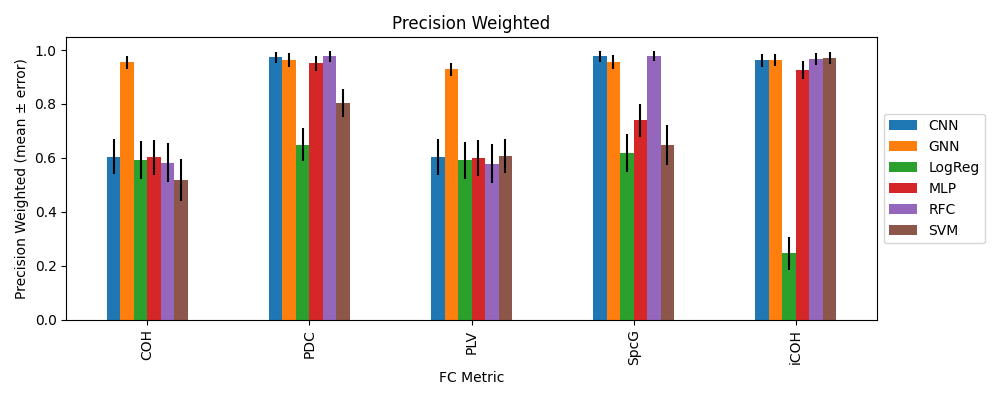 Precision Weighted
Precision Weighted (mean ± error)
1.0
0.8
0.6
0.4
0.2
0.0
COH
PDC
PLV
SpcG
iCOH
FC Metric
CNN
GNN
LogReg
MLP
RFC
SVM